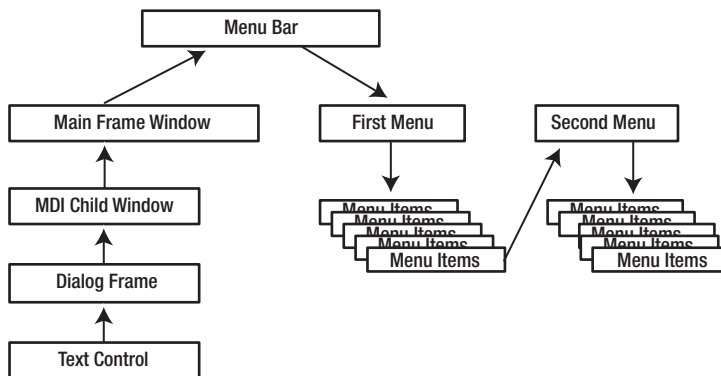 Menu Bar
Main Frame Window
First Menu
Second Menu
MDI Child Window
Menu Items
Menu Items
Menu Items
Menu Items
Menu Items
Menu Items
Menu Items
Menu Items
Menu Items
Menu Items
Dialog Frame
Text Control